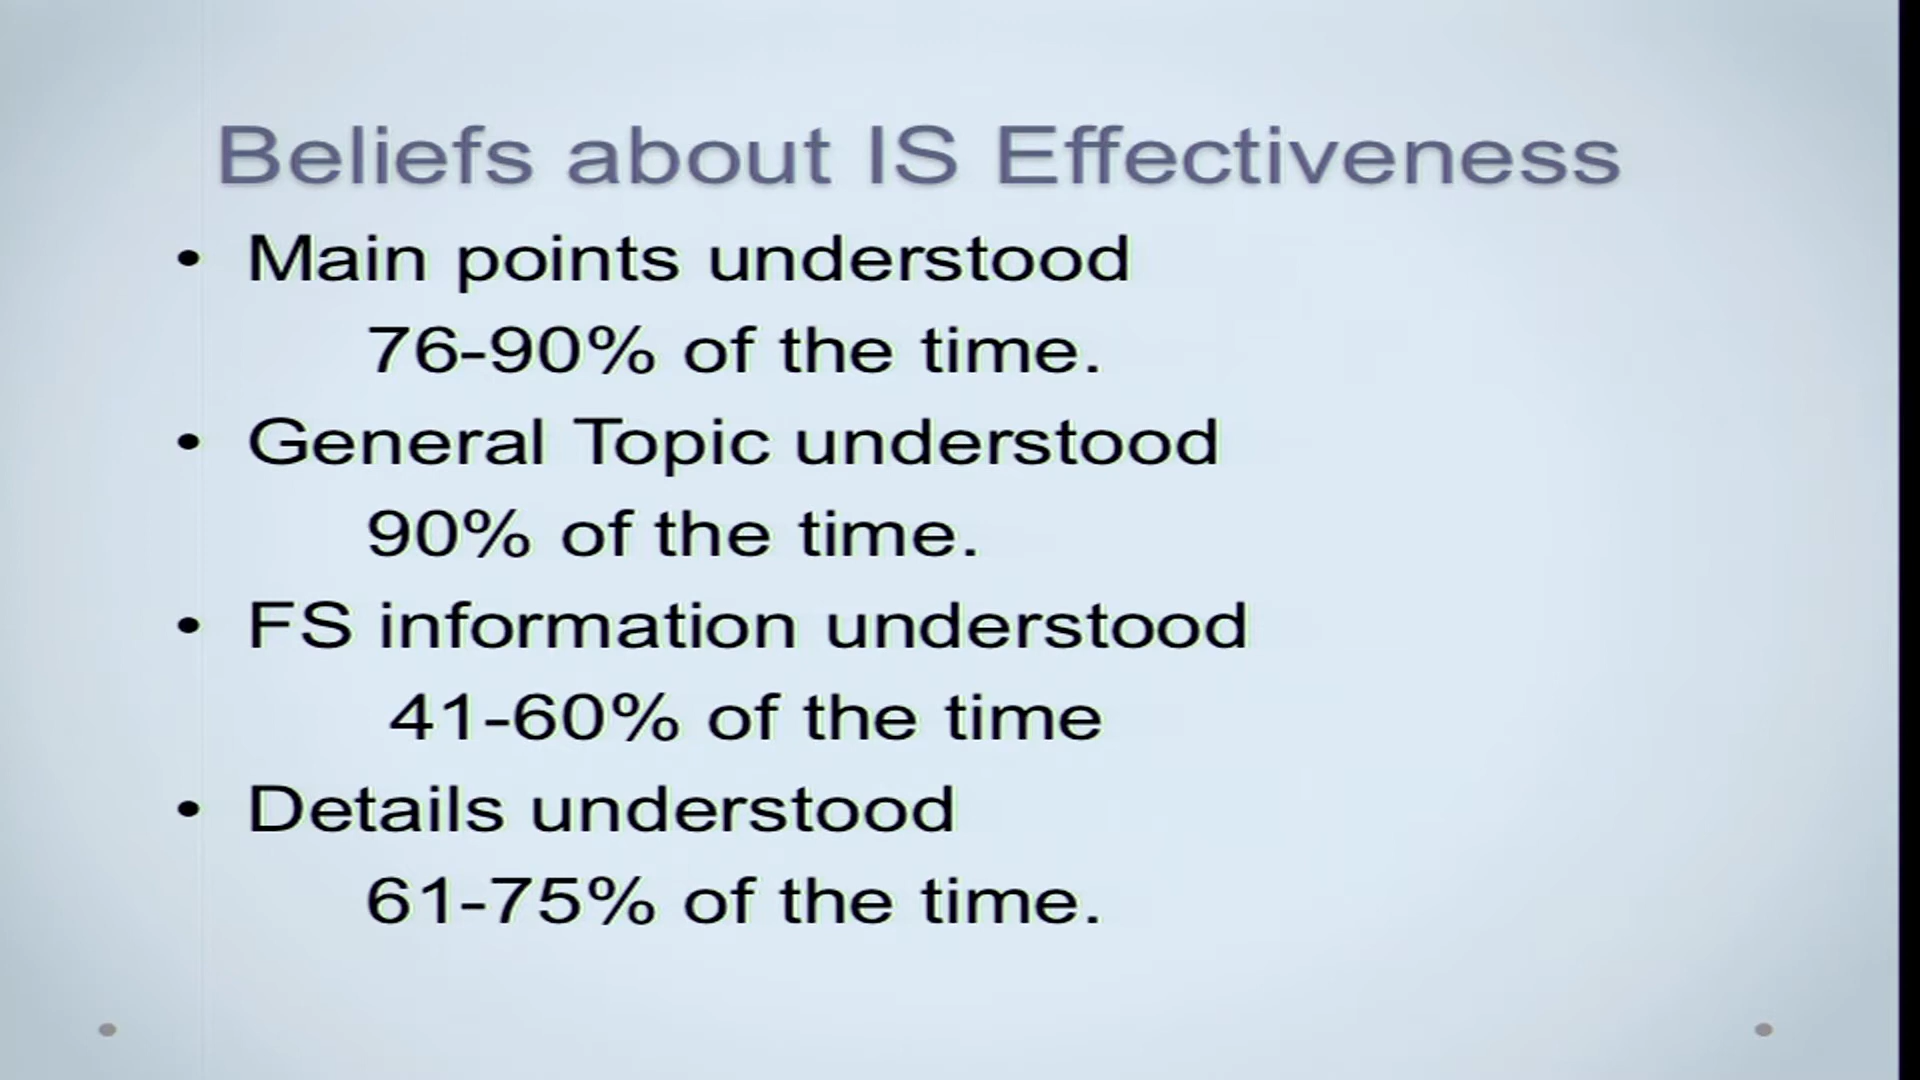 Beliefs about IS Effectiveness
• Main points understood
76-90% of the time.
• General Topic understood
90% of the time.
• FS information understood
41-60% of the time
• Details understood
61-75% of the time.